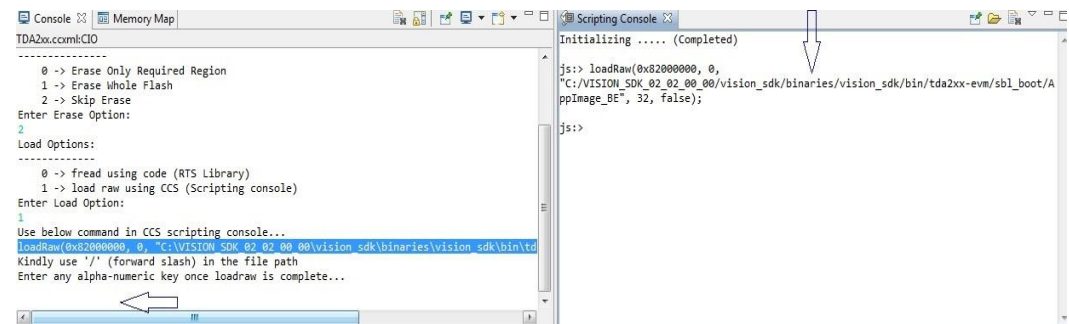 Console Memory Map
TDA2xx.ccxml:CIO
---------------
0 -> Erase Only Required Region
1 -> Erase Whole Flash
2 -> Skip Erase
Enter Erase Option:
2
Load Options:
-------------
0 -> fread using code (RTS Library)
1 -> load raw using CCS (Scripting console)
Enter Load Option:
1
Use below command in CCS scripting console...
loadRaw(0x82000000, 0, "C:\VISION_SDK_02_02_00_00\vision_sdk\binaries\vision_sdk\bin\td
Kindly use '/' (forward slash) in the file path
Enter any alpha-numeric key once loadraw is complete...
Scripting Console
Initializing ..... (Completed)
js:> loadRaw(0x82000000, 0,
"C:/VISION_SDK_02_02_00_00/vision_sdk/binaries/vision_sdk/bin/tda2xx-evm/sbl_boot/A
ppImage_BE", 32, false);
js:>